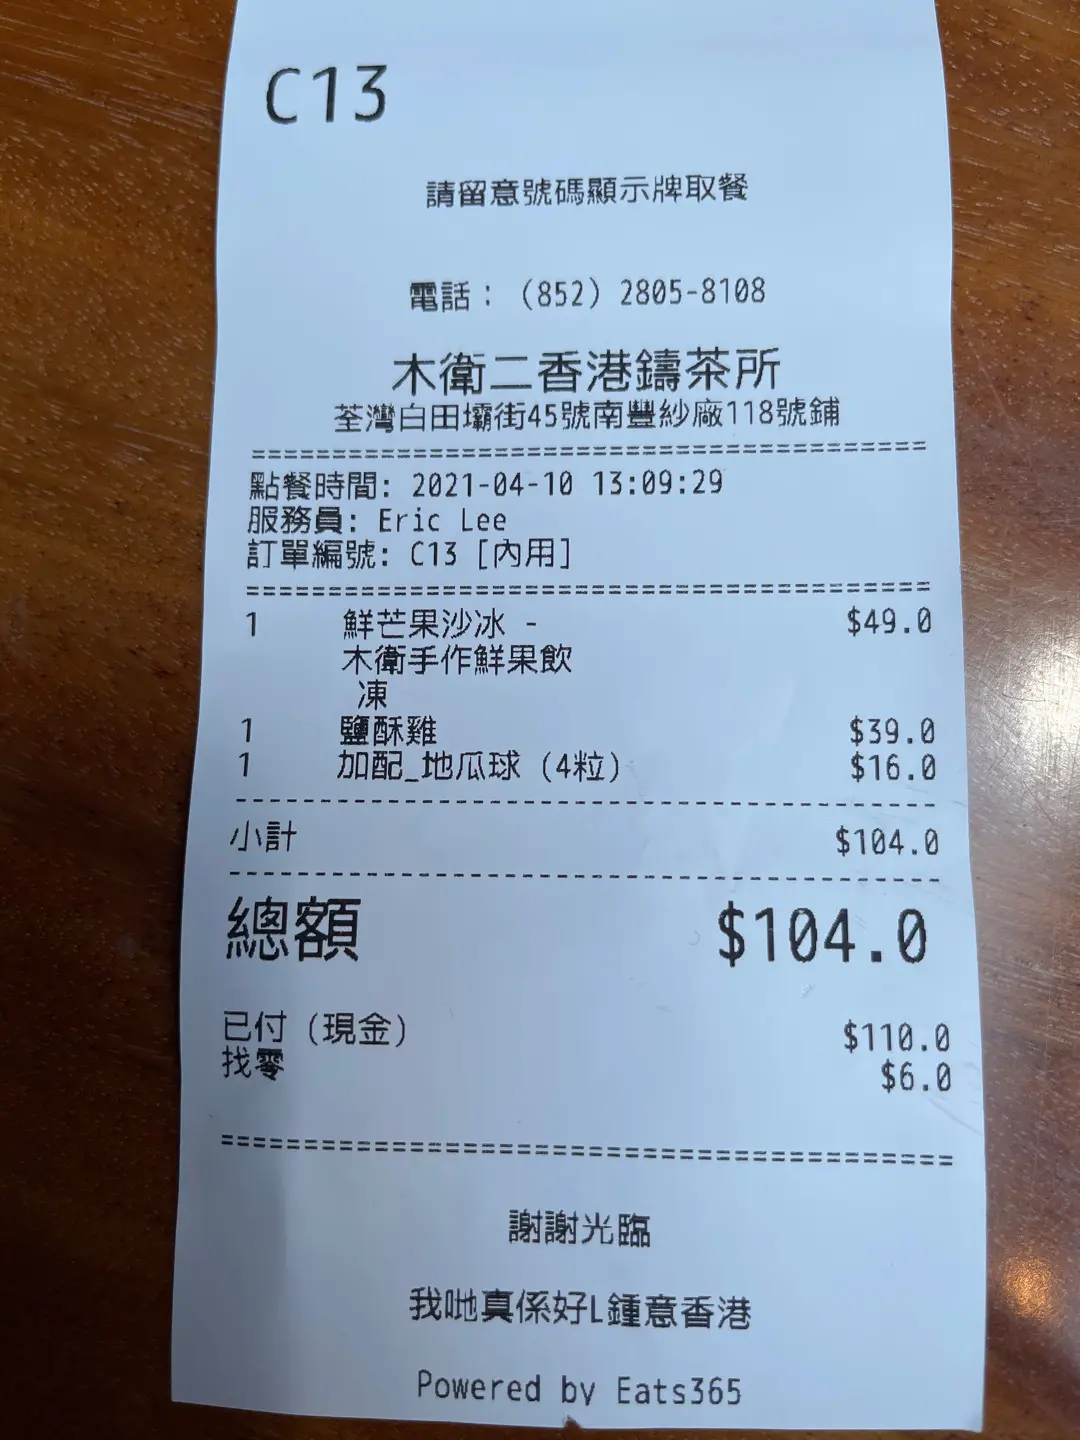 C13
請留意號碼顯示牌取餐
電話：（852）2805-8108
木衛二香港鑄茶所
荃灣白田壩街45號南豐紗廠118號鋪
==========================================
點餐時間: 2021-04-10 13:09:29
服務員: Eric Lee
訂單編號: C13 [內用]
==========================================
1 鮮芒果沙冰 - $49.0
木衛手作鮮果飲
凍
1 鹽酥雞 $39.0
1 加配_地瓜球（4粒） $16.0
------------------------------------------
小計 $104.0
------------------------------------------
總額 $104.0
已付（現金） $110.0
找零 $6.0
==========================================
謝謝光臨
我哋真係好L鍾意香港
Powered by Eats365